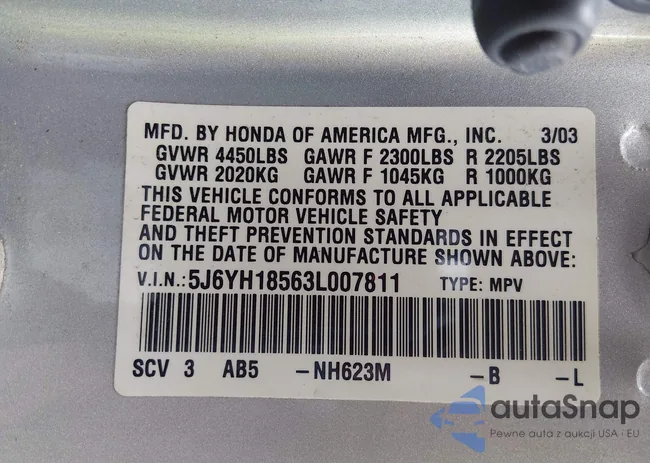 MFD. BY HONDA OF AMERICA MFG., INC. 3/03
GVWR 4450LBS GAWR F 2300LBS R 2205LBS
GVWR 2020KG GAWR F 1045KG R 1000KG
THIS VEHICLE CONFORMS TO ALL APPLICABLE
FEDERAL MOTOR VEHICLE SAFETY
AND THEFT PREVENTION STANDARDS IN EFFECT
ON THE DATE OF MANUFACTURE SHOWN ABOVE:
V.I.N.: 5J6YH18563L007811 TYPE: MPV
SCV 3 AB5 -NH623M -B -L
autaSnap
Pewne auta z aukcji USA · EU